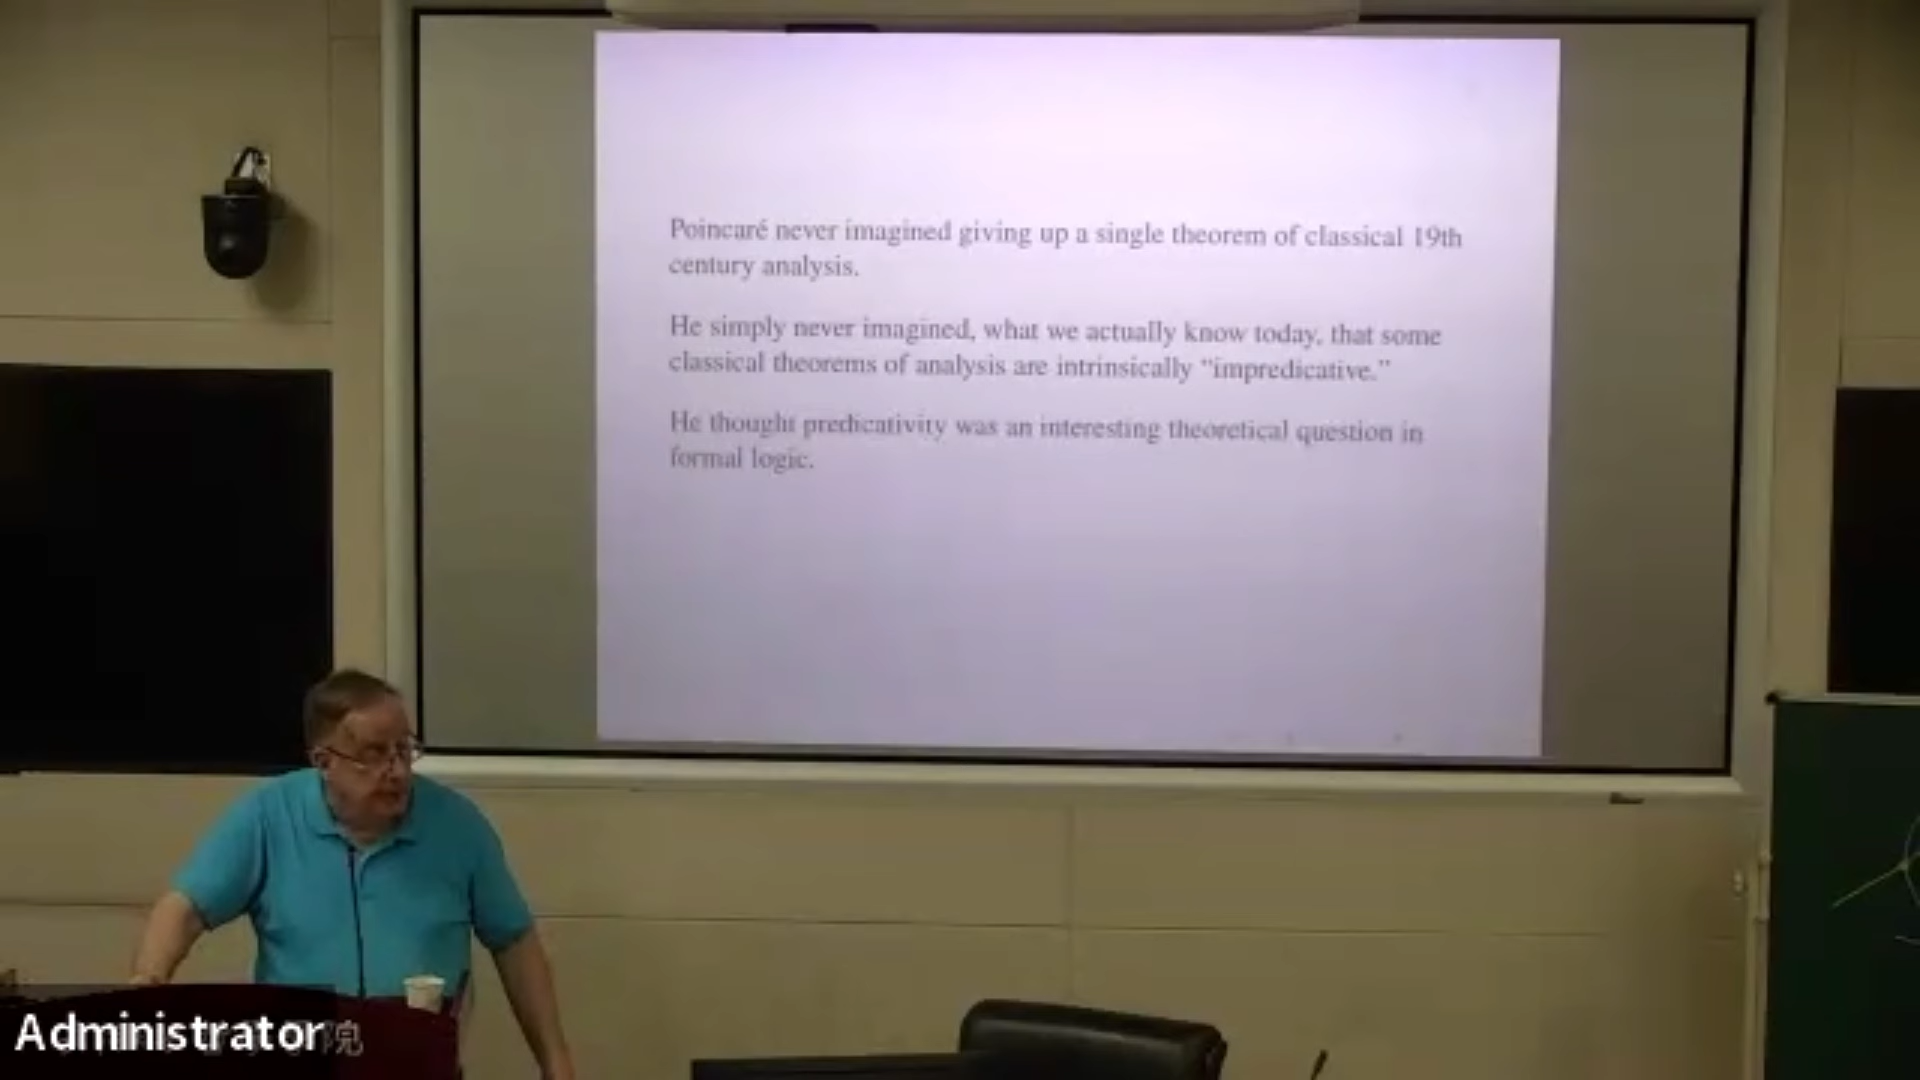 Poincaré never imagined giving up a single theorem of classical 19th
century analysis.
He simply never imagined, what we actually know today, that some
classical theorems of analysis are intrinsically “impredicative.”
He thought predicativity was an interesting theoretical question in
formal logic.
Administrator
院